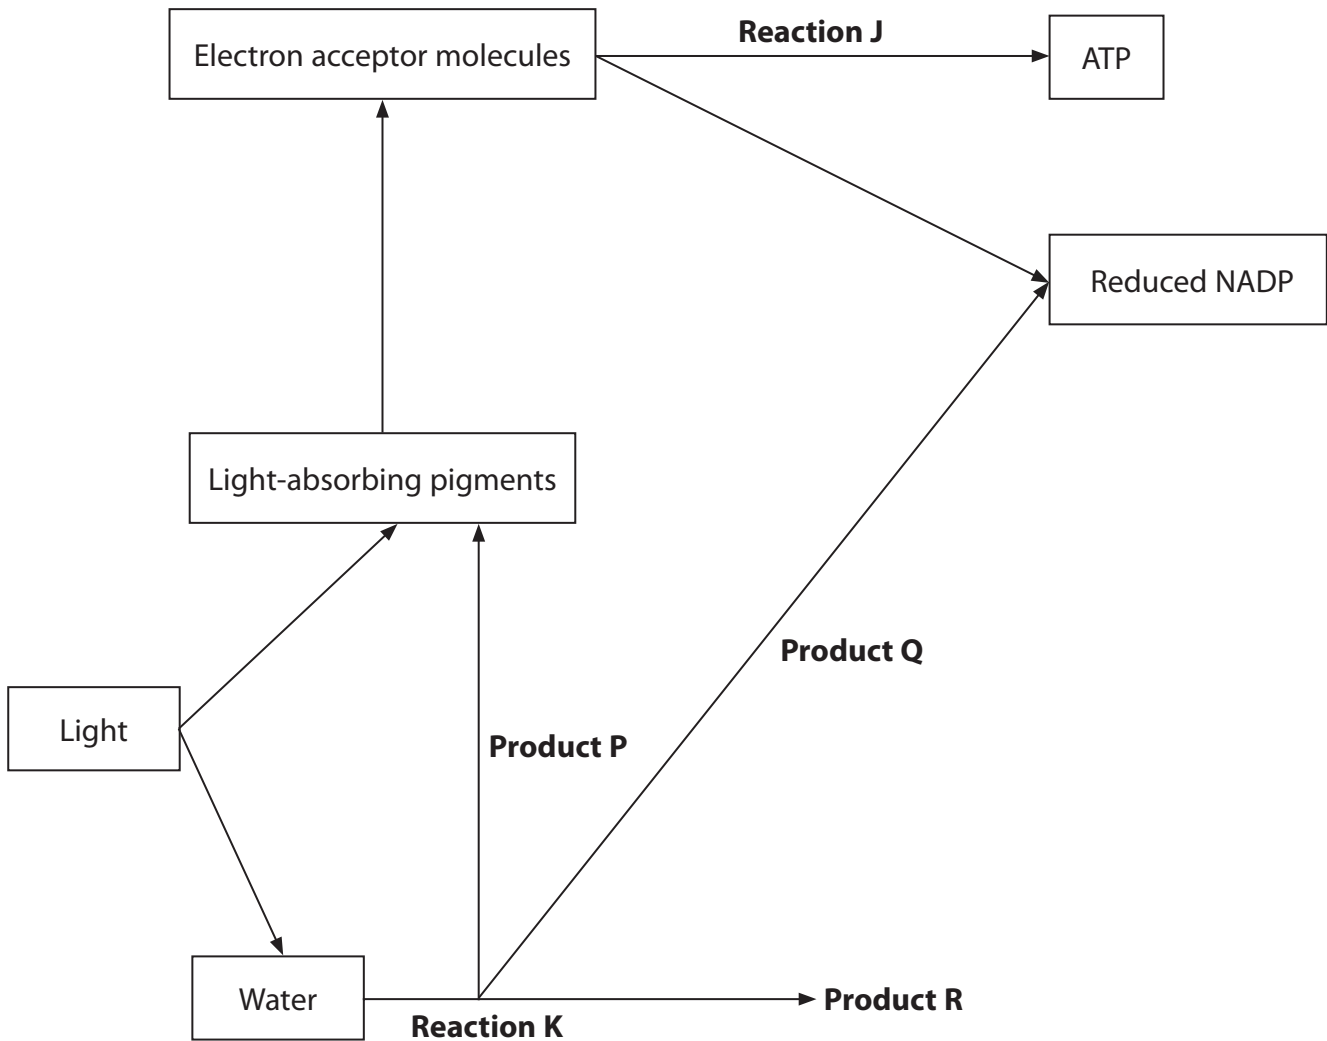 Reaction J
Electron acceptor molecules
ATP
Reduced NADP
Light-absorbing pigments
Product Q
Light
Product P
Water
Product R
Reaction K